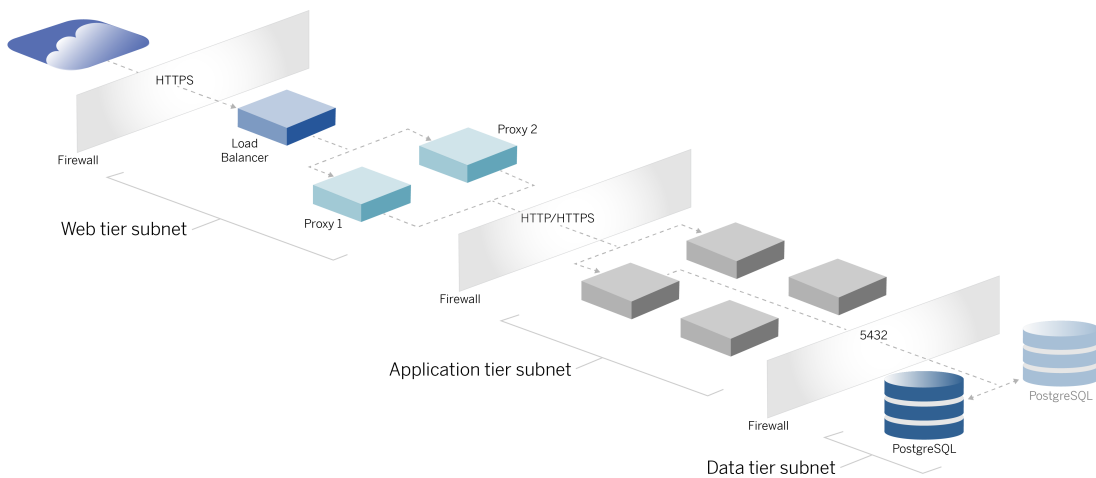 HTTPS
Firewall
Load
Balancer
Proxy 2
Proxy 1
Web tier subnet
HTTP/HTTPS
Firewall
Application tier subnet
5432
Firewall
PostgreSQL
PostgreSQL
Data tier subnet